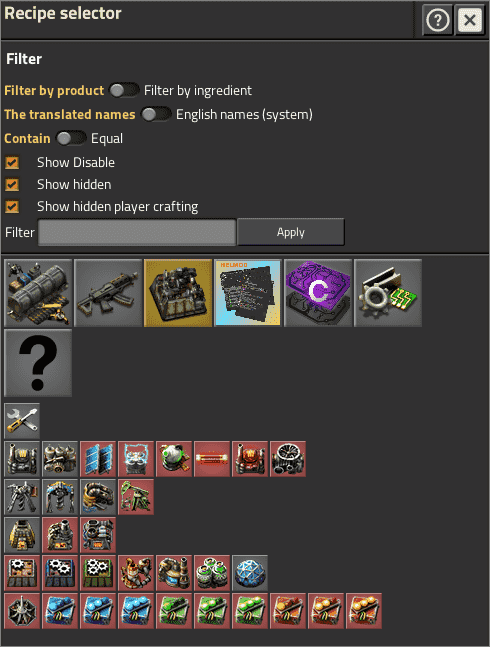 Recipe selector
Filter
Filter by product Filter by ingredient
The translated names English names (system)
Contain Equal
Show Disable
Show hidden
Show hidden player crafting
Filter Apply
HELMOD C
?